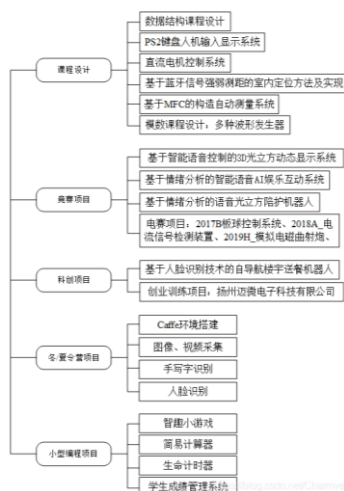 课程设计
数据结构课程设计
PS2键盘人机输入显示系统
直流电机控制系统
基于蓝牙信号强弱测距的室内定位方法及实现
基于MFC的构造自动测量系统
模数课程设计：多种波形发生器
竞赛项目
基于智能语音控制的3D光立方动态显示系统
基于情绪分析的智能语音AI娱乐互动系统
基于情绪分析的语音光立方陪护机器人
电赛项目：2017B板球控制系统、2018A_电
流信号检测装置、2019H_模拟电磁曲射炮、
科创项目
基于人脸识别技术的自导航楼宇送餐机器人
创业训练项目：扬州迈微电子科技有限公司
冬/夏令营项目
Caffe环境搭建
图像、视频采集
手写字识别
人脸识别
小型编程项目
智趣小游戏
简易计算器
生命计时器
学生成绩管理系统